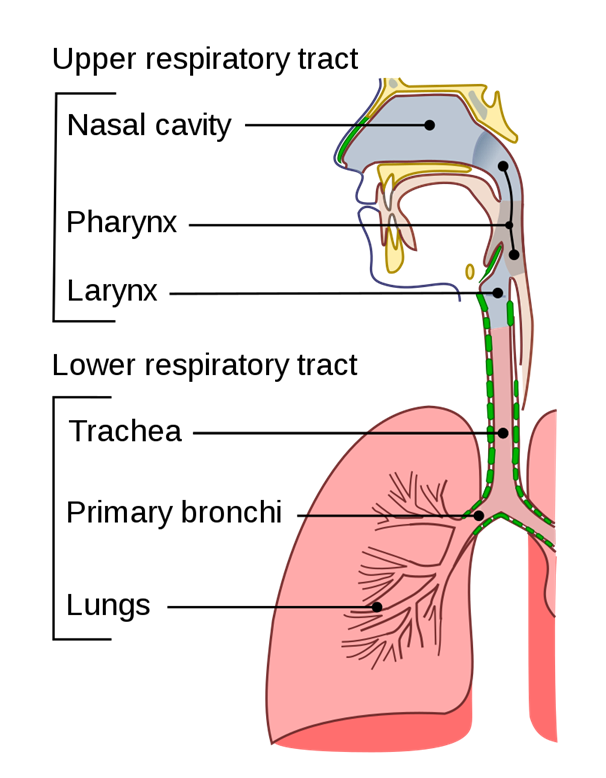 Upper respiratory tract
Nasal cavity
Pharynx
Larynx
Lower respiratory tract
Trachea
Primary bronchi
Lungs